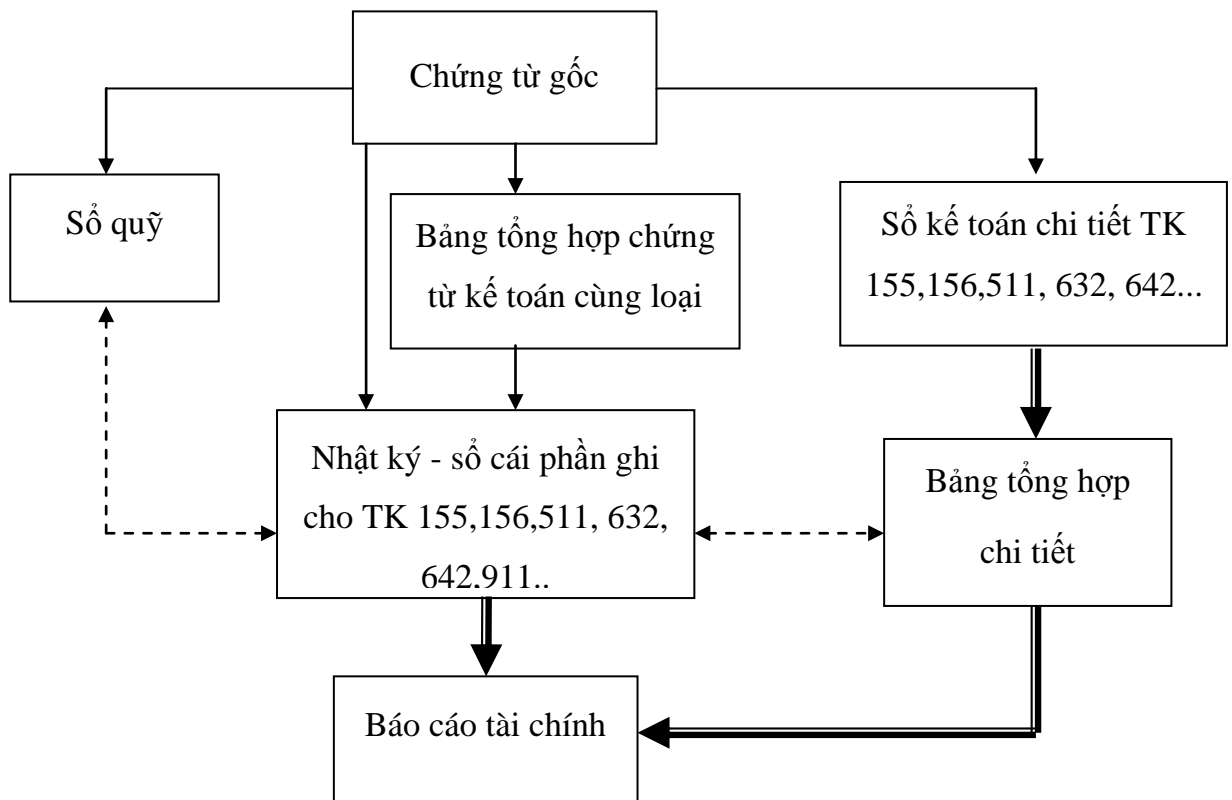 Chứng từ gốc
Sổ quỹ
Bảng tổng hợp chứng
từ kế toán cùng loại
Sổ kế toán chi tiết TK
155,156,511, 632, 642...
Nhật ký - sổ cái phần ghi
cho TK 155,156,511, 632,
642,911..
Bảng tổng hợp
chi tiết
Báo cáo tài chính